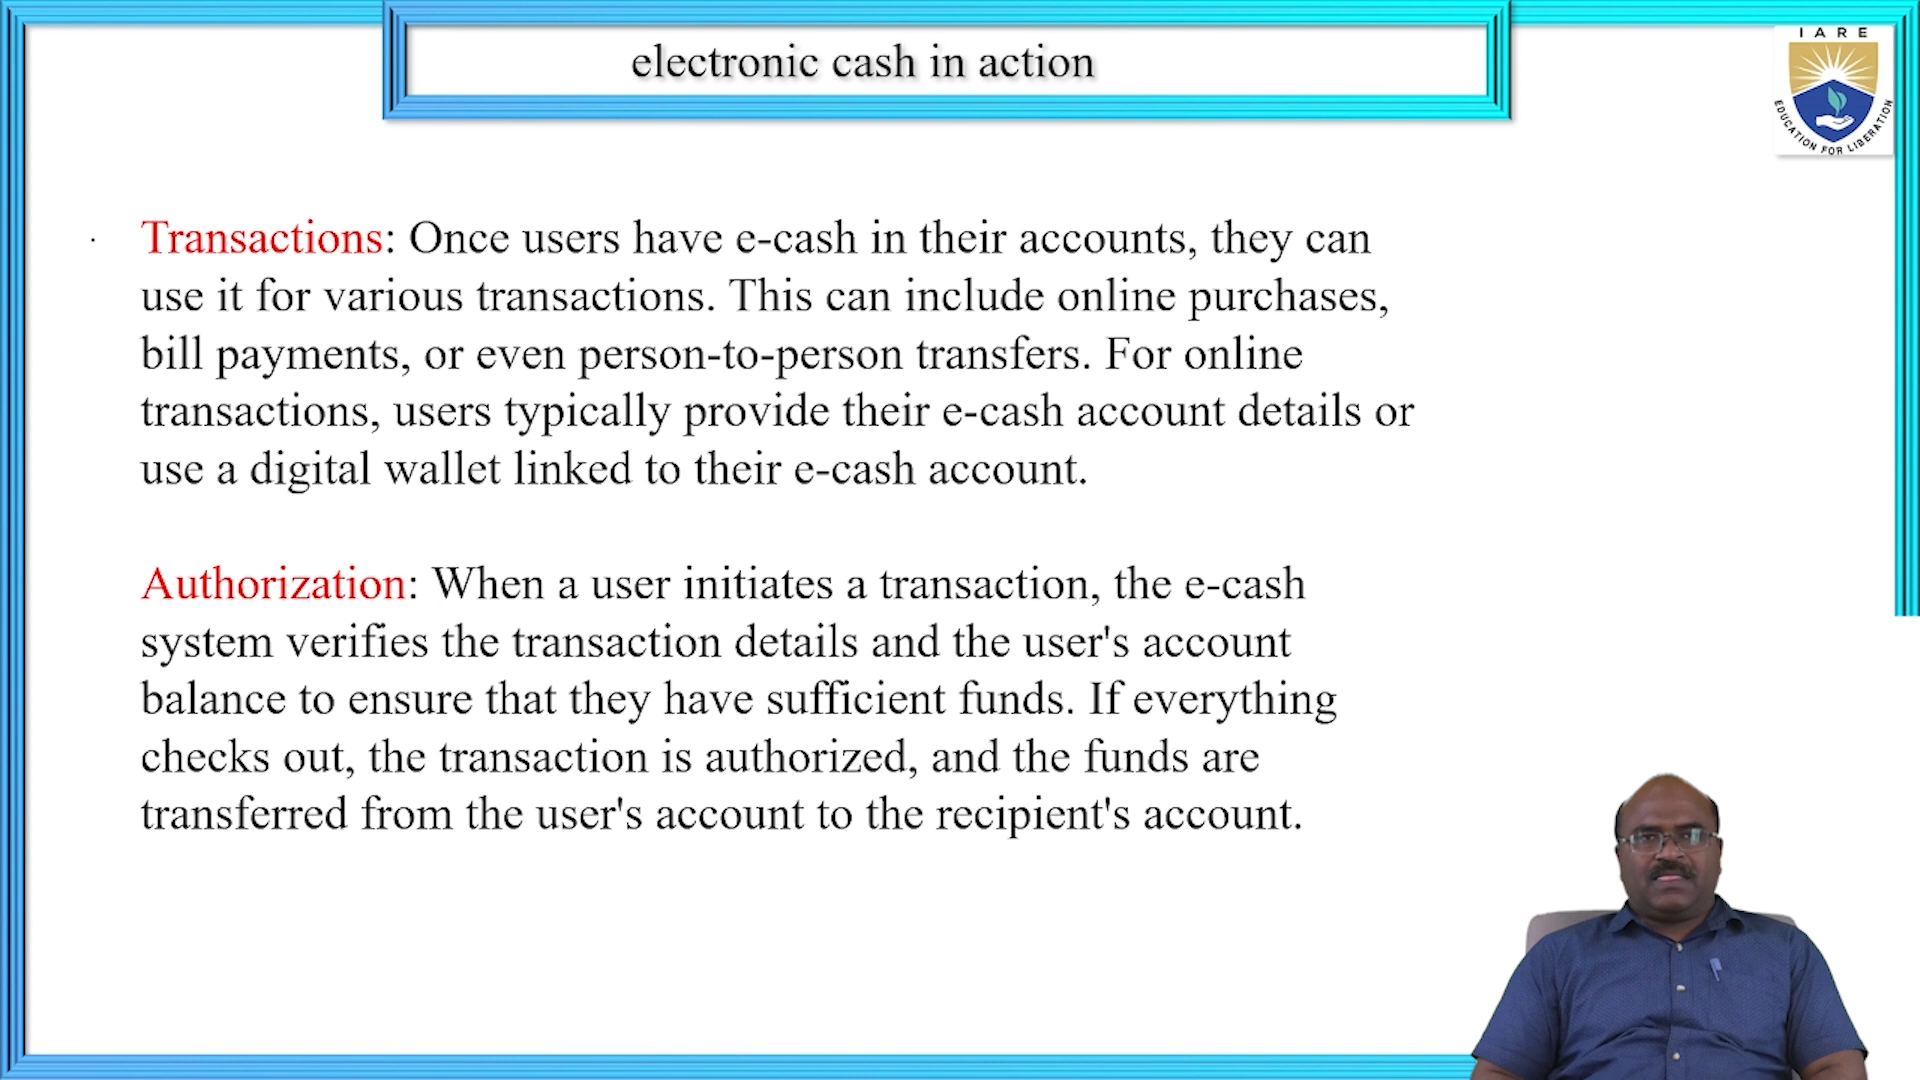 electronic cash in action
IARE
EDUCATION FOR LIBERATION
Transactions: Once users have e-cash in their accounts, they can
use it for various transactions. This can include online purchases,
bill payments, or even person-to-person transfers. For online
transactions, users typically provide their e-cash account details or
use a digital wallet linked to their e-cash account.
Authorization: When a user initiates a transaction, the e-cash
system verifies the transaction details and the user's account
balance to ensure that they have sufficient funds. If everything
checks out, the transaction is authorized, and the funds are
transferred from the user's account to the recipient's account.